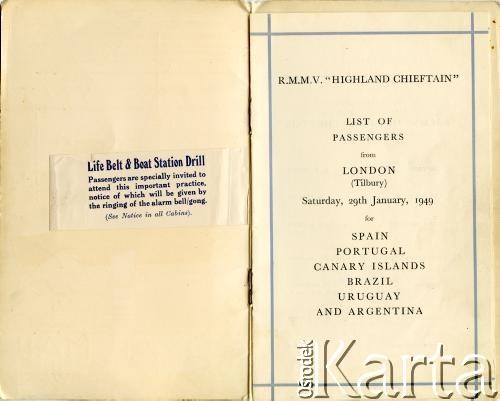 Life Belt & Boat Station Drill
Passengers are specially invited to
attend this important practice,
notice of which will be given by
the ringing of the alarm bell/gong.
(See Notice in all Cabins).
R.M.M.V. "HIGHLAND CHIEFTAIN"
LIST OF
PASSENGERS
from
LONDON
(Tilbury)
Saturday, 29th January, 1949
for
SPAIN
PORTUGAL
CANARY ISLANDS
BRAZIL
URUGUAY
AND ARGENTINA
Ośrodek
Karta